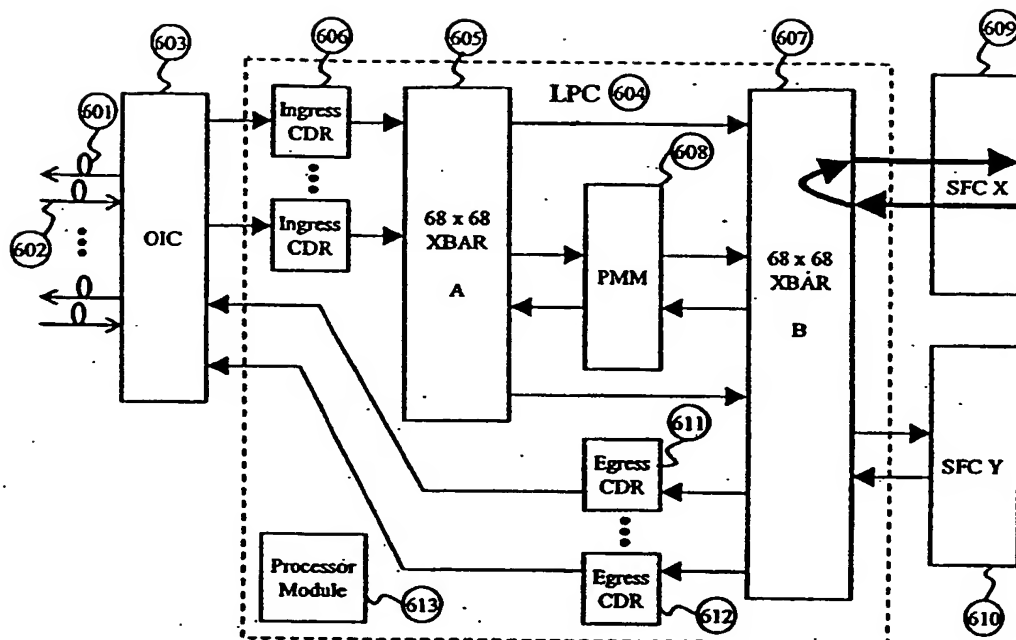 603
606
605
607
609
601
602
OIC
Ingress
CDR
Ingress
CDR
68 x 68
XBAR
A
LPC 604
608
PMM
68 x 68
XBAR
B
SFC X
611
Egress
CDR
Egress
CDR
612
SFC Y
610
Processor
Module
613